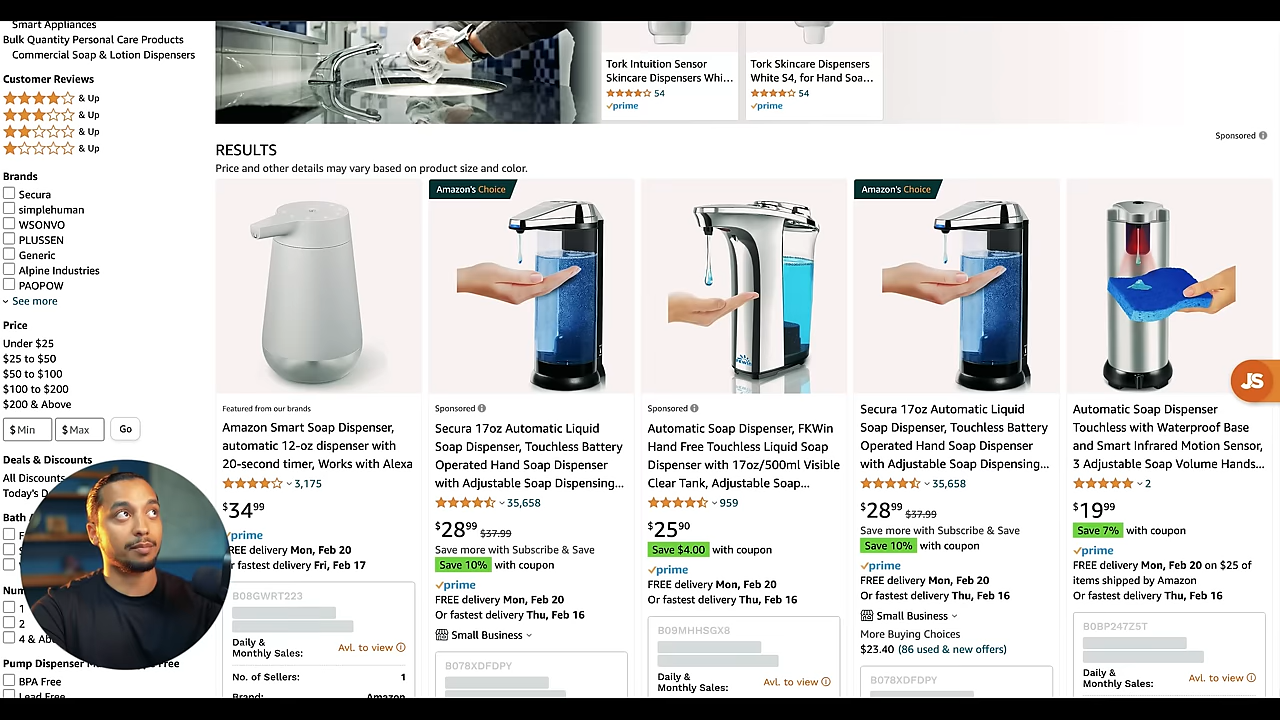 Smart Appliances
Bulk Quantity Personal Care Products
Commercial Soap & Lotion Dispensers
Customer Reviews
& Up
& Up
& Up
& Up
Brands
Secura
simplehuman
WSONVO
PLUSSEN
Generic
Alpine Industries
PAOPOW
See more
Price
Under $25
$25 to $50
$50 to $100
$100 to $200
$200 & Above
$ Min $ Max Go
Deals & Discounts
All Discounts
Today's D
Bath
Num
1
2
4 & Ab
Pump Dispenser M Free
BPA Free
Lead Free
Tork Intuition Sensor
Skincare Dispensers Whi...
54
prime
Tork Skincare Dispensers
White S4, for Hand Soa...
54
prime
Sponsored
RESULTS
Price and other details may vary based on product size and color.
Featured from our brands
Amazon Smart Soap Dispenser,
automatic 12-oz dispenser with
20-second timer, Works with Alexa
3,175
$34.99
prime
FREE delivery Mon, Feb 20
r fastest delivery Fri, Feb 17
B08GWRT223
Daily &
Monthly Sales: Avl. to view
No. of Sellers: 1
Brand: Amazon
Amazon's Choice
Sponsored
Secura 17oz Automatic Liquid
Soap Dispenser, Touchless Battery
Operated Hand Soap Dispenser
with Adjustable Soap Dispensing...
35,658
$28.99 $37.99
Save more with Subscribe & Save
Save 10% with coupon
prime
FREE delivery Mon, Feb 20
Or fastest delivery Thu, Feb 16
Small Business
B078XDFDPY
Sponsored
Automatic Soap Dispenser, FKWin
Hand Free Touchless Liquid Soap
Dispenser with 17oz/500ml Visible
Clear Tank, Adjustable Soap...
959
$25.90
Save $4.00 with coupon
prime
FREE delivery Mon, Feb 20
Or fastest delivery Thu, Feb 16
B09MHHSGX8
Daily &
Monthly Sales: Avl. to view
Amazon's Choice
Secura 17oz Automatic Liquid
Soap Dispenser, Touchless Battery
Operated Hand Soap Dispenser
with Adjustable Soap Dispensing...
35,658
$28.99 $37.99
Save more with Subscribe & Save
Save 10% with coupon
prime
FREE delivery Mon, Feb 20
Or fastest delivery Thu, Feb 16
Small Business
More Buying Choices
$23.40 (86 used & new offers)
B078XDFDPY
Automatic Soap Dispenser
Touchless with Waterproof Base
and Smart Infrared Motion Sensor,
3 Adjustable Soap Volume Hands...
2
$19.99
Save 7% with coupon
prime
FREE delivery Mon, Feb 20 on $25 of
items shipped by Amazon
Or fastest delivery Thu, Feb 16
B0BP247Z5T
Daily &
Monthly Sales: Avl. to view
JS